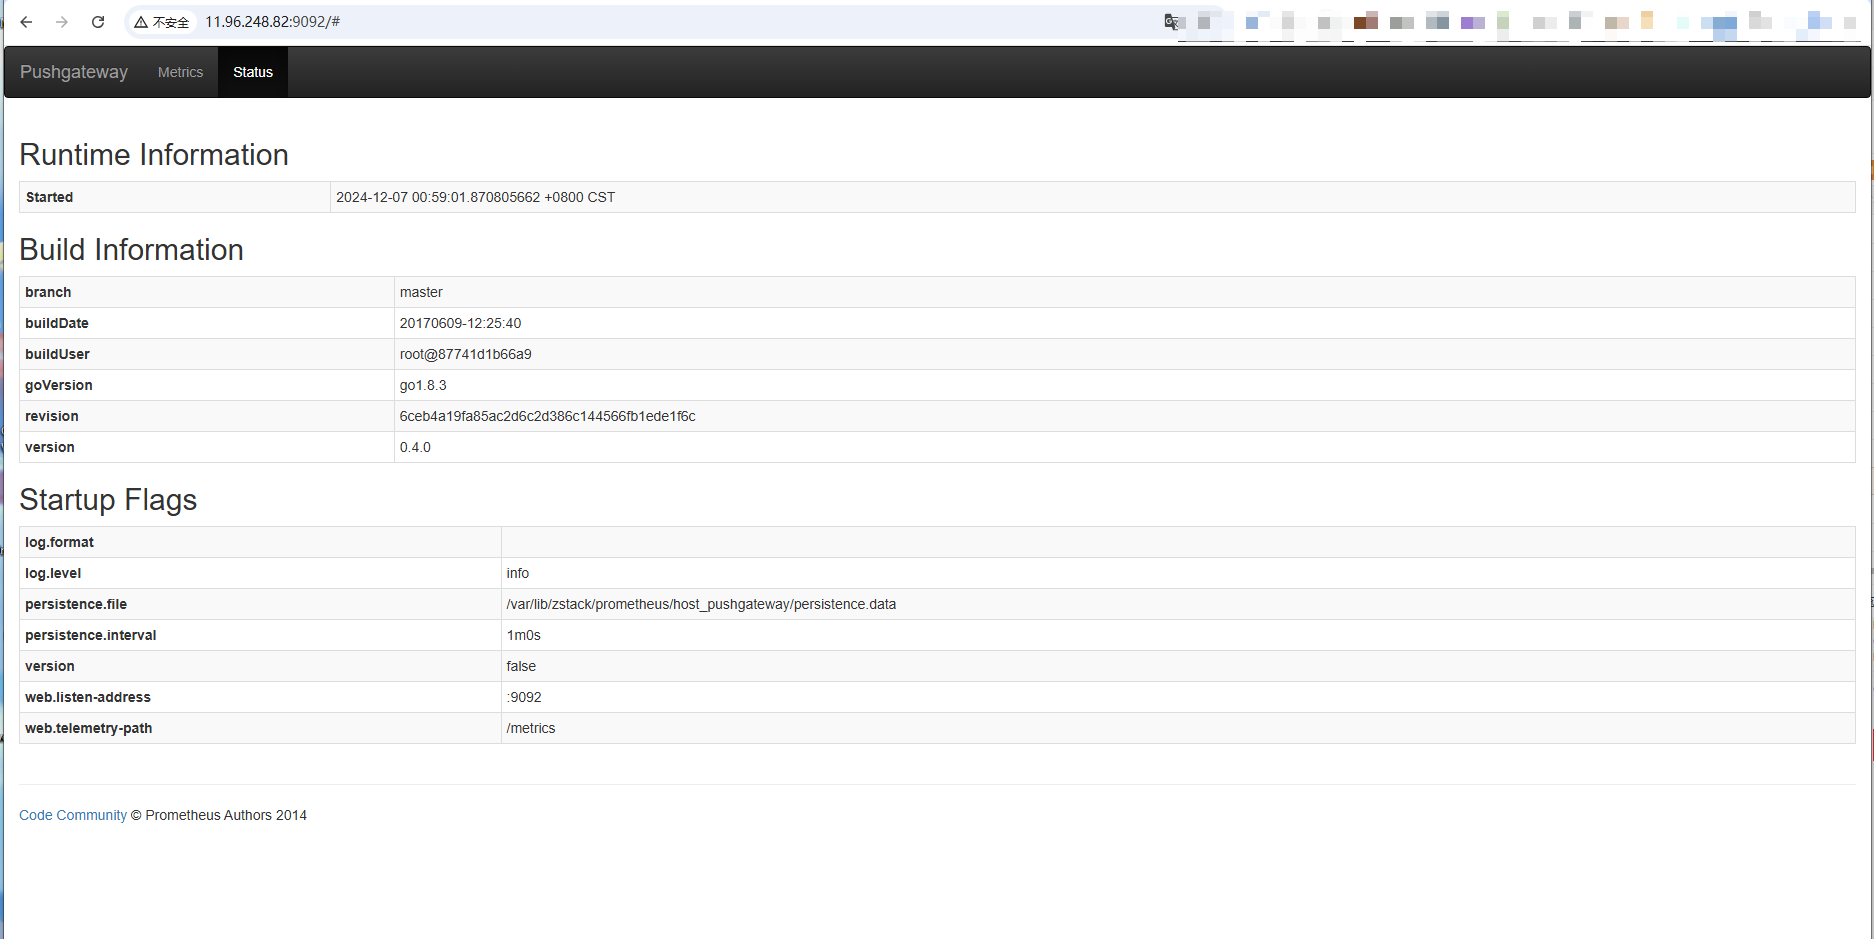 不安全 11.96.248.82:9092/#
Pushgateway Metrics Status
Runtime Information
Started 2024-12-07 00:59:01.870805662 +0800 CST
Build Information
branch master
buildDate 20170609-12:25:40
buildUser root@87741d1b66a9
goVersion go1.8.3
revision 6ceb4a19fa85ac2d6c2d386c144566fb1ede1f6c
version 0.4.0
Startup Flags
log.format
log.level info
persistence.file /var/lib/zstack/prometheus/host_pushgateway/persistence.data
persistence.interval 1m0s
version false
web.listen-address :9092
web.telemetry-path /metrics
Code Community © Prometheus Authors 2014